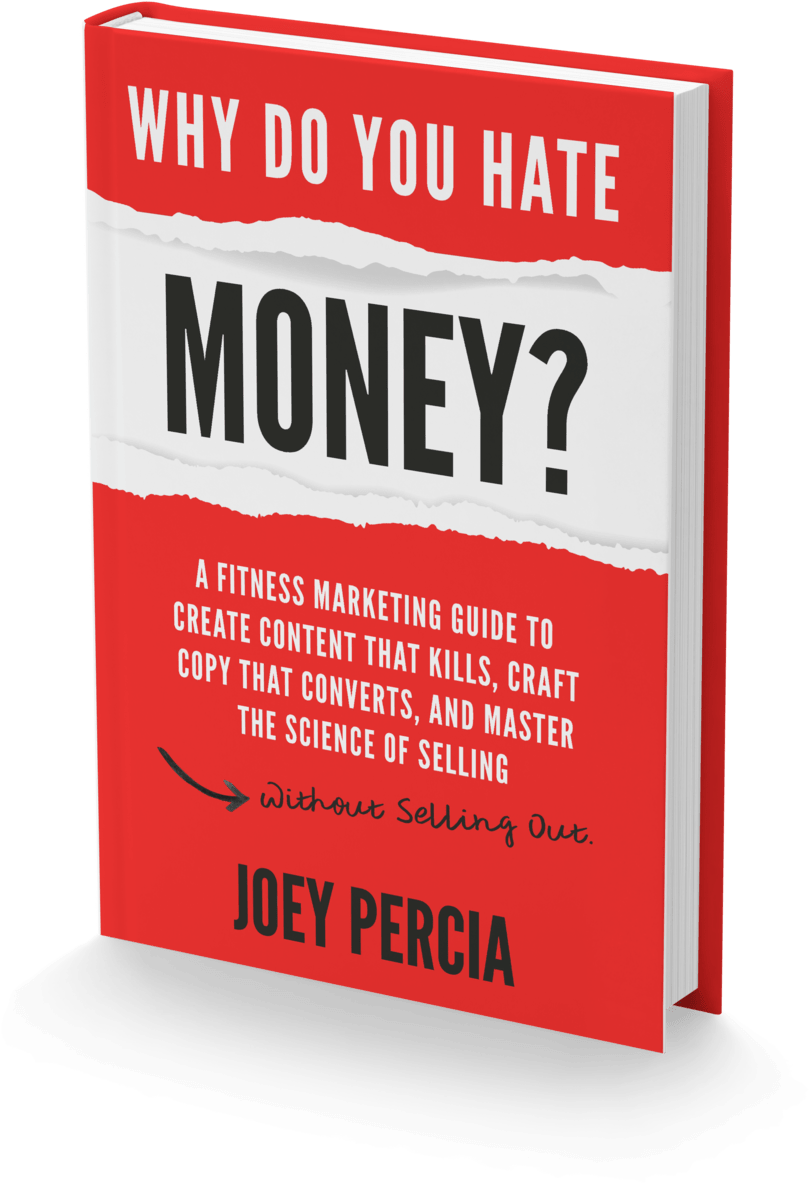 WHY DO YOU HATE
MONEY?
A FITNESS MARKETING GUIDE TO
CREATE CONTENT THAT KILLS, CRAFT
COPY THAT CONVERTS, AND MASTER
THE SCIENCE OF SELLING
Without Selling Out.
JOEY PERCIA